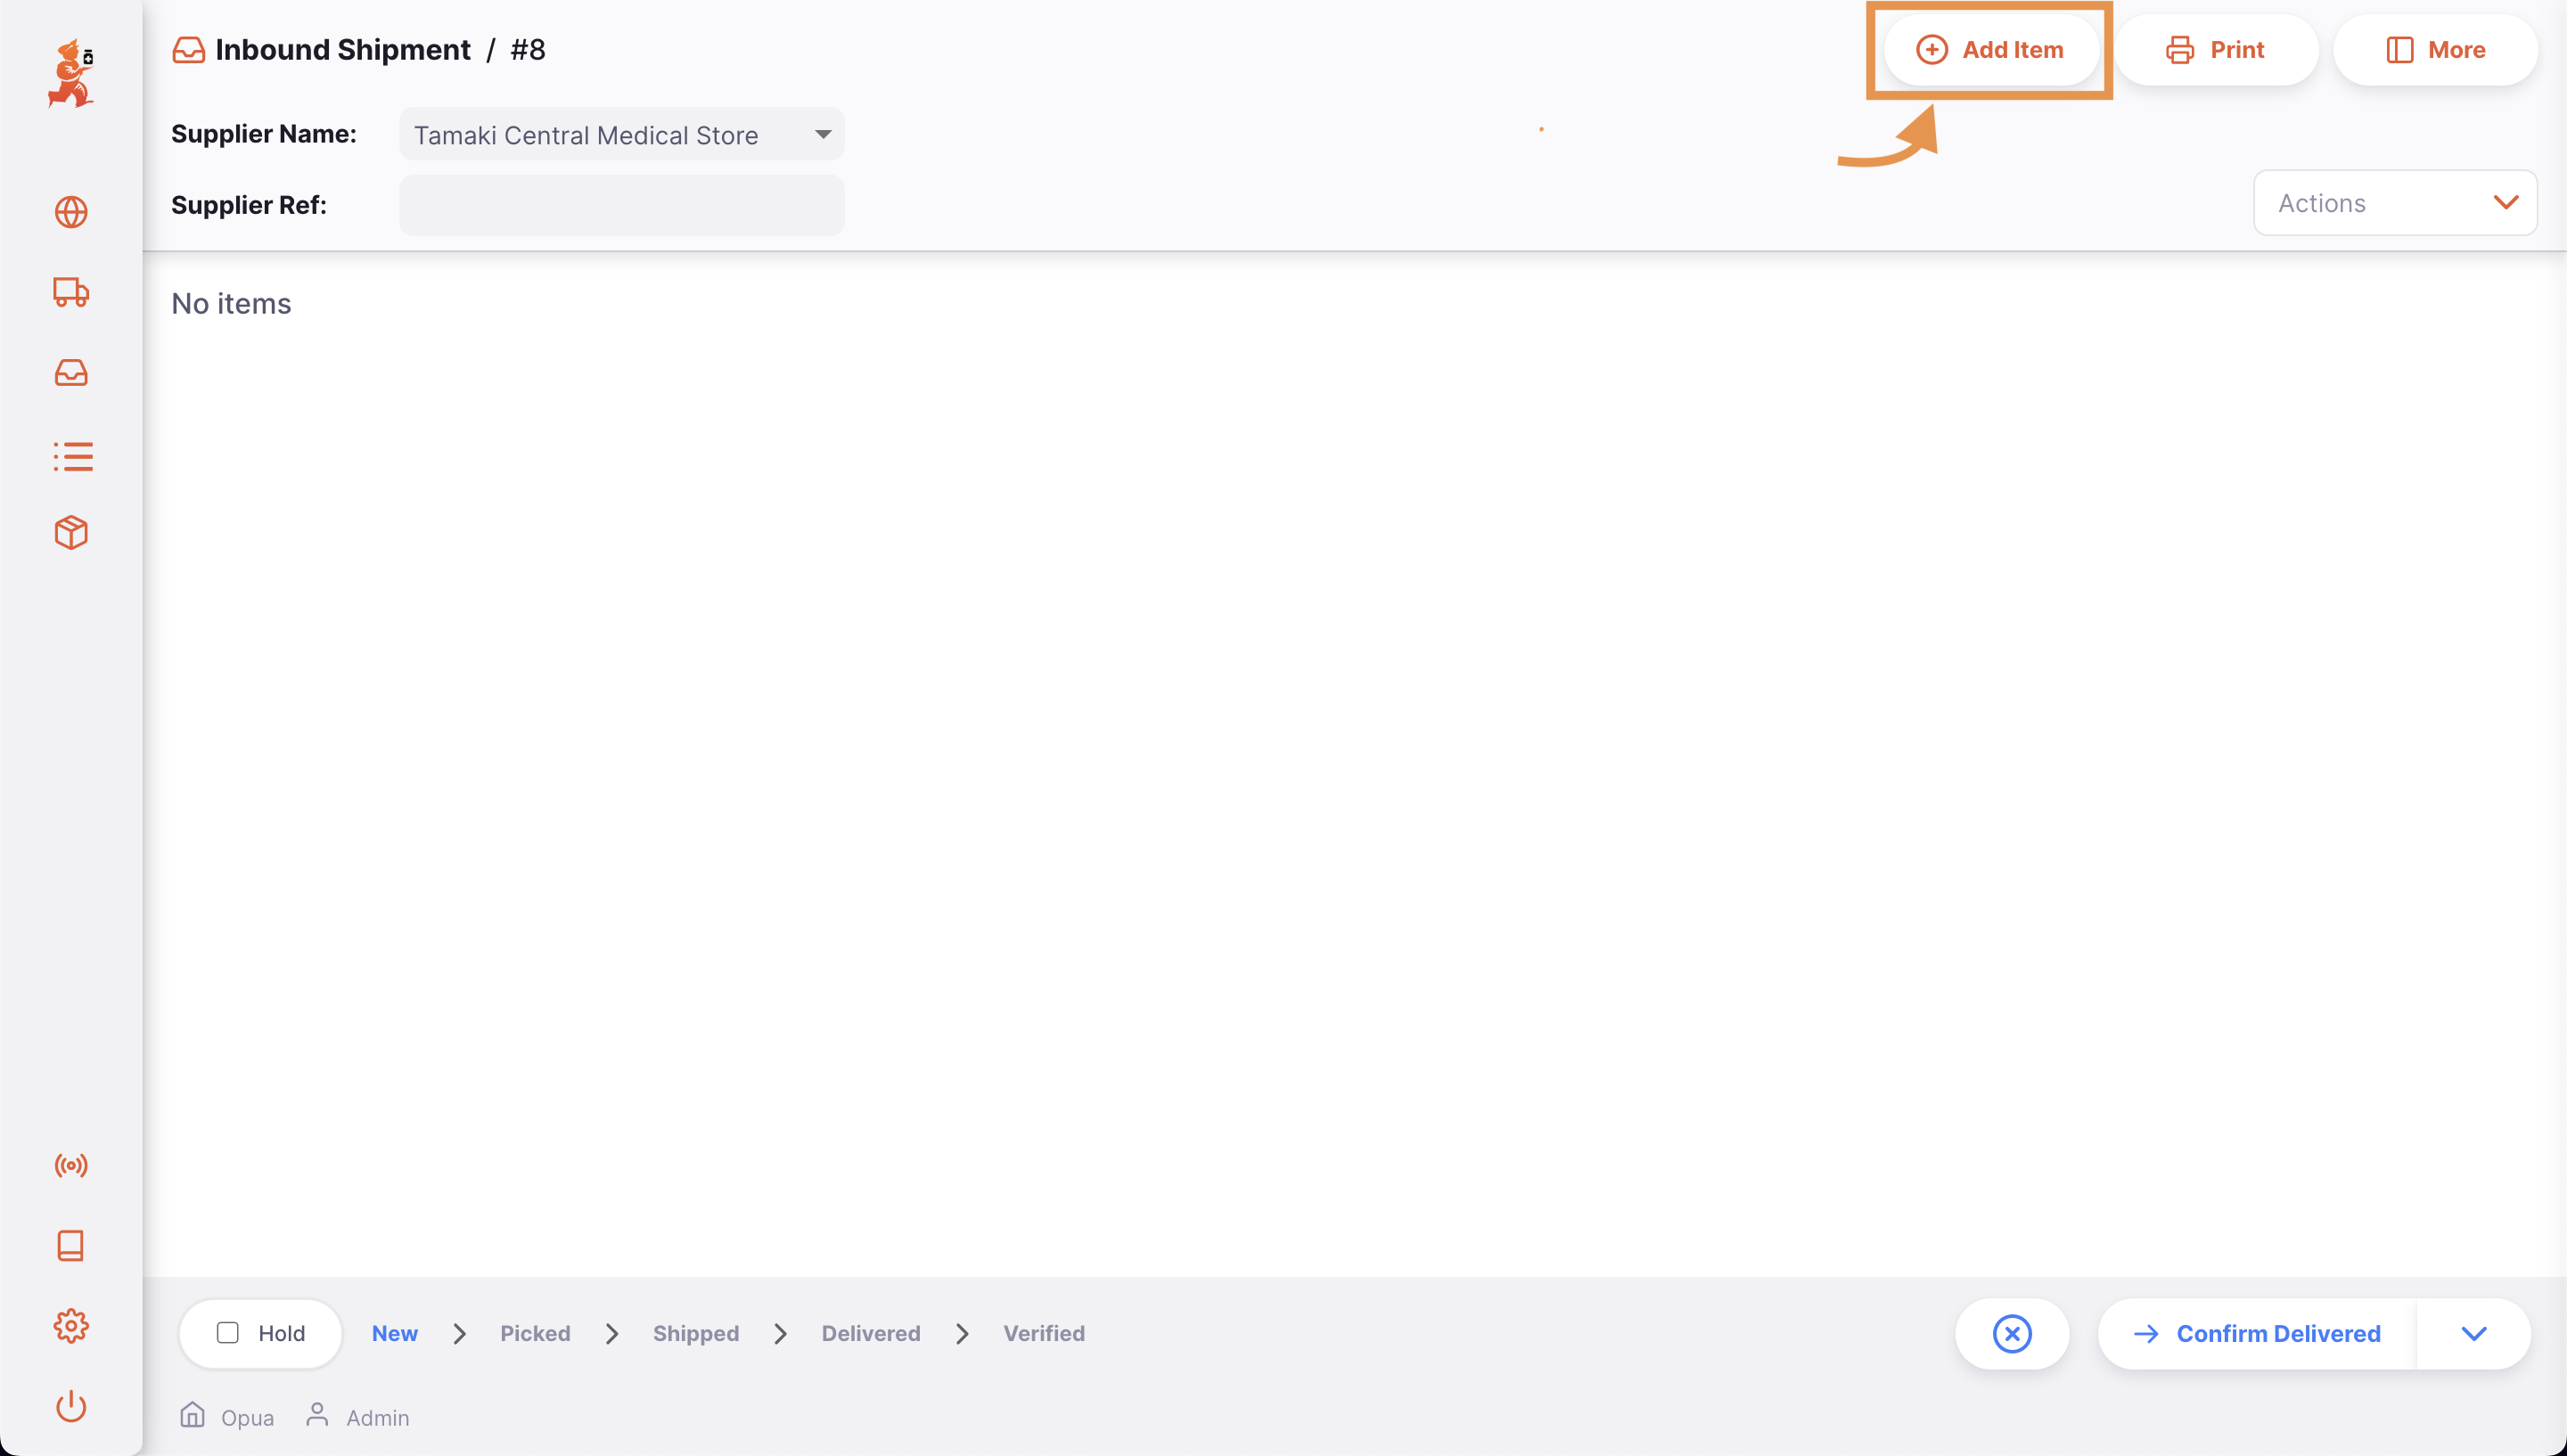 Inbound Shipment / #8
Add Item
Print
More
Supplier Name: Tamaki Central Medical Store
Supplier Ref:
Actions
No items
Hold New Picked Shipped Delivered Verified
Confirm Delivered
Opua Admin